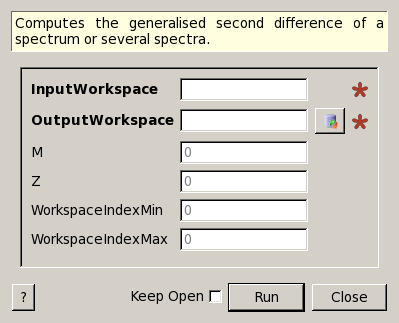 Computes the generalised second difference of a
spectrum or several spectra.
InputWorkspace *
OutputWorkspace *
M 0
Z 0
WorkspaceIndexMin 0
WorkspaceIndexMax 0
? Keep Open Run Close